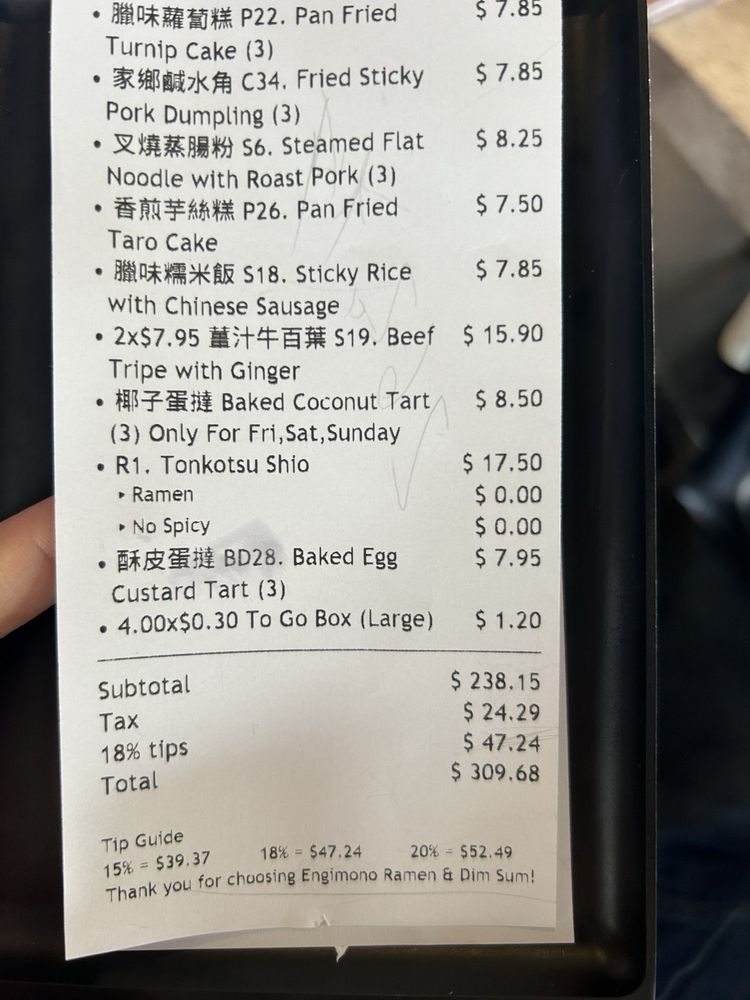 • 臘味蘿蔔糕 P22. Pan Fried $ 7.85
Turnip Cake (3)
• 家鄉鹹水角 C34. Fried Sticky $ 7.85
Pork Dumpling (3)
• 叉燒蒸腸粉 S6. Steamed Flat $ 8.25
Noodle with Roast Pork (3)
• 香煎芋絲糕 P26. Pan Fried $ 7.50
Taro Cake
• 臘味糯米飯 S18. Sticky Rice $ 7.85
with Chinese Sausage
• 2x$7.95 薑汁牛百葉 S19. Beef $ 15.90
Tripe with Ginger
• 椰子蛋撻 Baked Coconut Tart $ 8.50
(3) Only For Fri,Sat,Sunday
• R1. Tonkotsu Shio $ 17.50
‣ Ramen $ 0.00
‣ No Spicy $ 0.00
• 酥皮蛋撻 BD28. Baked Egg $ 7.95
Custard Tart (3)
• 4.00x$0.30 To Go Box (Large) $ 1.20
Subtotal $ 238.15
Tax $ 24.29
18% tips $ 47.24
Total $ 309.68
Tip Guide
15% = $39.37 18% = $47.24 20% = $52.49
Thank you for choosing Engimono Ramen & Dim Sum!